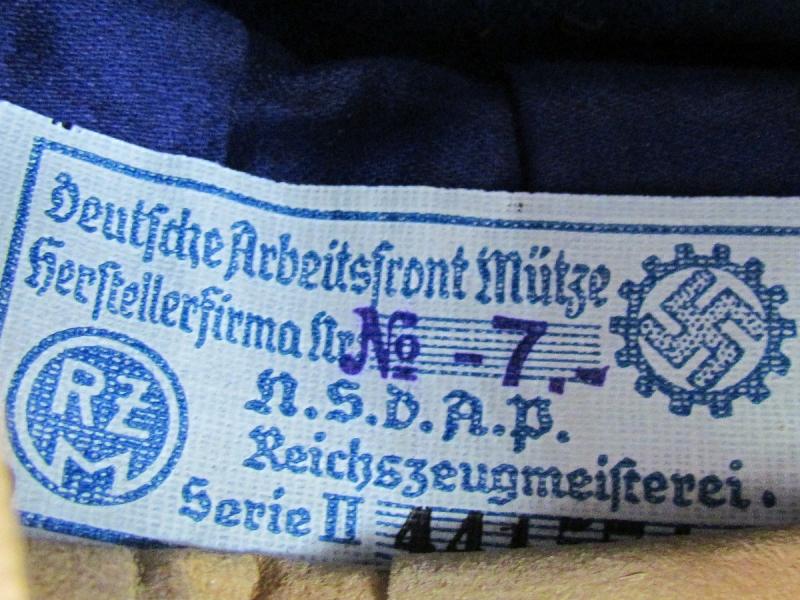 Deutsche Arbeitsfront Mütze
Herstellerfirma Nr No -7.-
N.S.D.A.P.
Reichszeugmeisterei.
Serie II
RZM